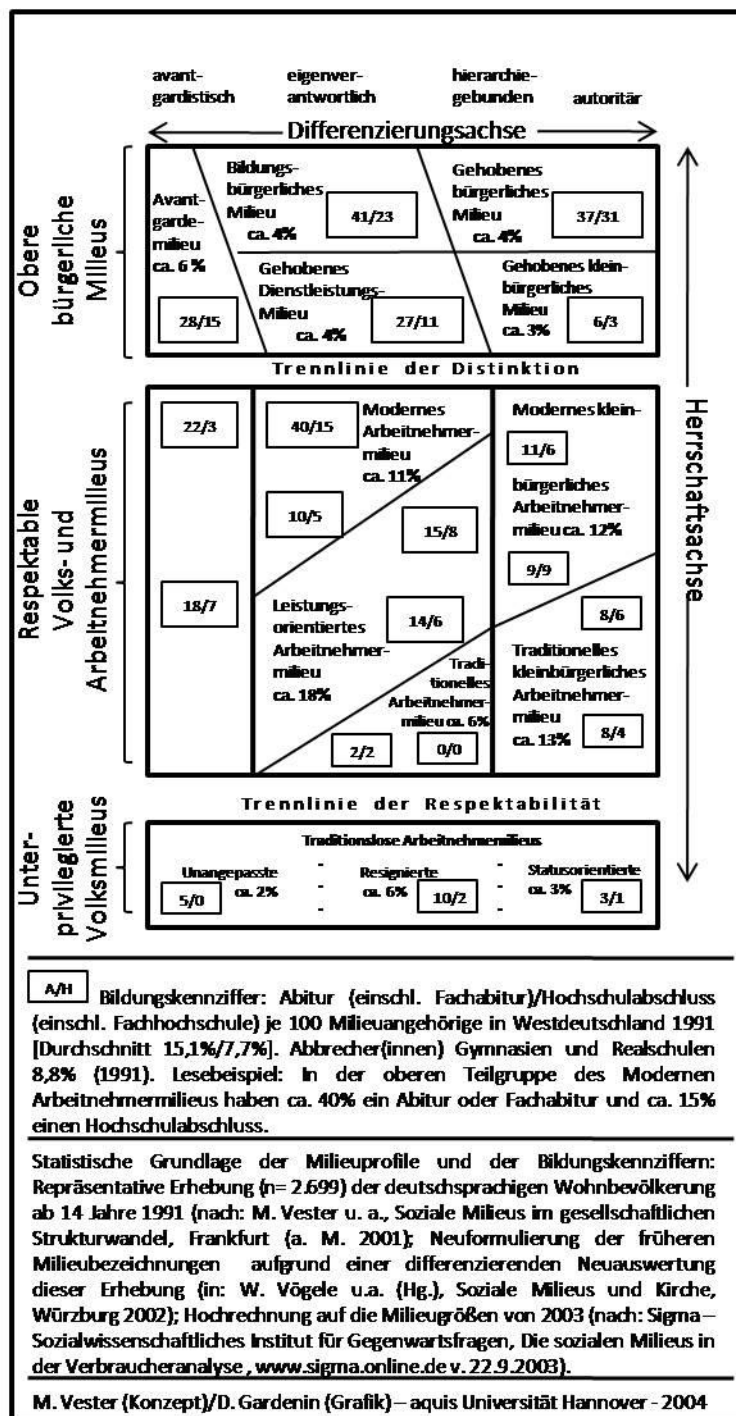 avant-
gardistisch
eigenver-
antwortlich
hierarchie-
gebunden
autoritär
Differenzierungsachse
Obere
bürgerliche
Milieus
Avant-
garde-
milieu
ca. 6 %
28/15
Bildungs-
bürgerliches
Milieu
ca. 4%
41/23
Gehobenes
bürgerliches
Milieu
ca. 4%
37/31
Gehobenes
Dienstleistungs-
Milieu
ca. 4%
27/11
Gehobenes klein-
bürgerliches
Milieu
ca. 3%
6/3
Trennlinie der Distinktion
Herrschaftsachse
Respektable
Volks- und
Arbeitnehmermilieus
22/3
18/7
40/15
Modernes
Arbeitnehmer-
milieu
ca. 11%
10/5
15/8
Leistungs-
orientiertes
Arbeitnehmer-
milieu
ca. 18%
14/6
Tradi-
tionelles
Arbeitnehmer-
milieu ca. 6%
2/2
0/0
Modernes klein-
11/6
bürgerliches
Arbeitnehmer-
milieu ca. 12%
9/9
8/6
Traditionelles
kleinbürgerliches
Arbeitnehmer-
milieu
ca. 13%
8/4
Trennlinie der Respektabilität
Unter-
privilegierte
Volksmilieus
Traditionslose Arbeitnehmermilieus
Unangepasste
ca. 2%
5/0
Resignierte
ca. 6%
10/2
Statusorientierte
ca. 3%
3/1
A/H Bildungskennziffer: Abitur (einschl. Fachabitur)/Hochschulabschluss
(einschl. Fachhochschule) je 100 Milieuangehörige in Westdeutschland 1991
[Durchschnitt 15,1%/7,7%]. Abbrecher(innen) Gymnasien und Realschulen
8,8% (1991). Lesebeispiel: In der oberen Teilgruppe des Modernen
Arbeitnehmermilieus haben ca. 40% ein Abitur oder Fachabitur und ca. 15%
einen Hochschulabschluss.
Statistische Grundlage der Milieuprofile und der Bildungskennziffern:
Repräsentative Erhebung (n= 2.699) der deutschsprachigen Wohnbevölkerung
ab 14 Jahre 1991 (nach: M. Vester u. a., Soziale Milieus im gesellschaftlichen
Strukturwandel, Frankfurt (a. M. 2001); Neuformulierung der früheren
Milieubezeichnungen aufgrund einer differenzierenden Neuauswertung
dieser Erhebung (in: W. Vögele u.a. (Hg.), Soziale Milieus und Kirche,
Würzburg 2002); Hochrechnung auf die Milieugrößen von 2003 (nach: Sigma –
Sozialwissenschaftliches Institut für Gegenwartsfragen, Die sozialen Milieus in
der Verbraucheranalyse , www.sigma.online.de v. 22.9.2003).
M. Vester (Konzept)/D. Gardenin (Grafik) – aquis Universität Hannover - 2004